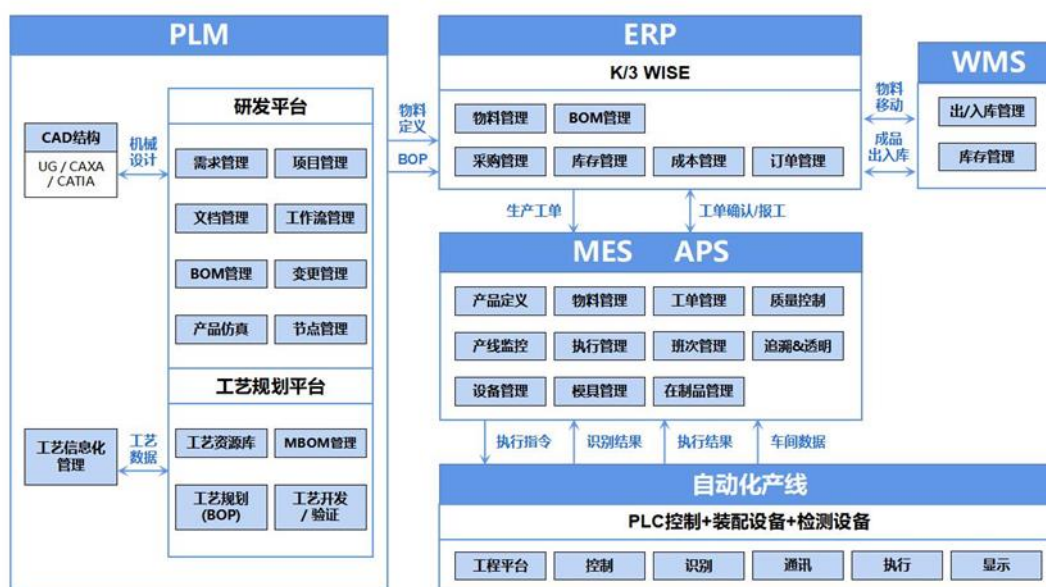 PLM
CAD结构
UG / CAXA
/ CATIA
机械
设计
研发平台
需求管理
项目管理
文档管理
工作流管理
BOM管理
变更管理
产品仿真
节点管理
工艺规划平台
工艺信息化
管理
工艺
数据
工艺资源库
MBOM管理
工艺规划
(BOP)
工艺开发
/ 验证
物料
定义
BOP
ERP
K/3 WISE
物料管理
BOM管理
采购管理
库存管理
成本管理
订单管理
物料
移动
成品
出入库
WMS
出/入库管理
库存管理
生产工单
工单确认/报工
MES APS
产品定义
物料管理
工单管理
质量控制
产线监控
执行管理
班次管理
追溯&透明
设备管理
模具管理
在制品管理
执行指令
识别结果
执行结果
车间数据
自动化产线
PLC控制+装配设备+检测设备
工程平台
控制
识别
通讯
执行
显示